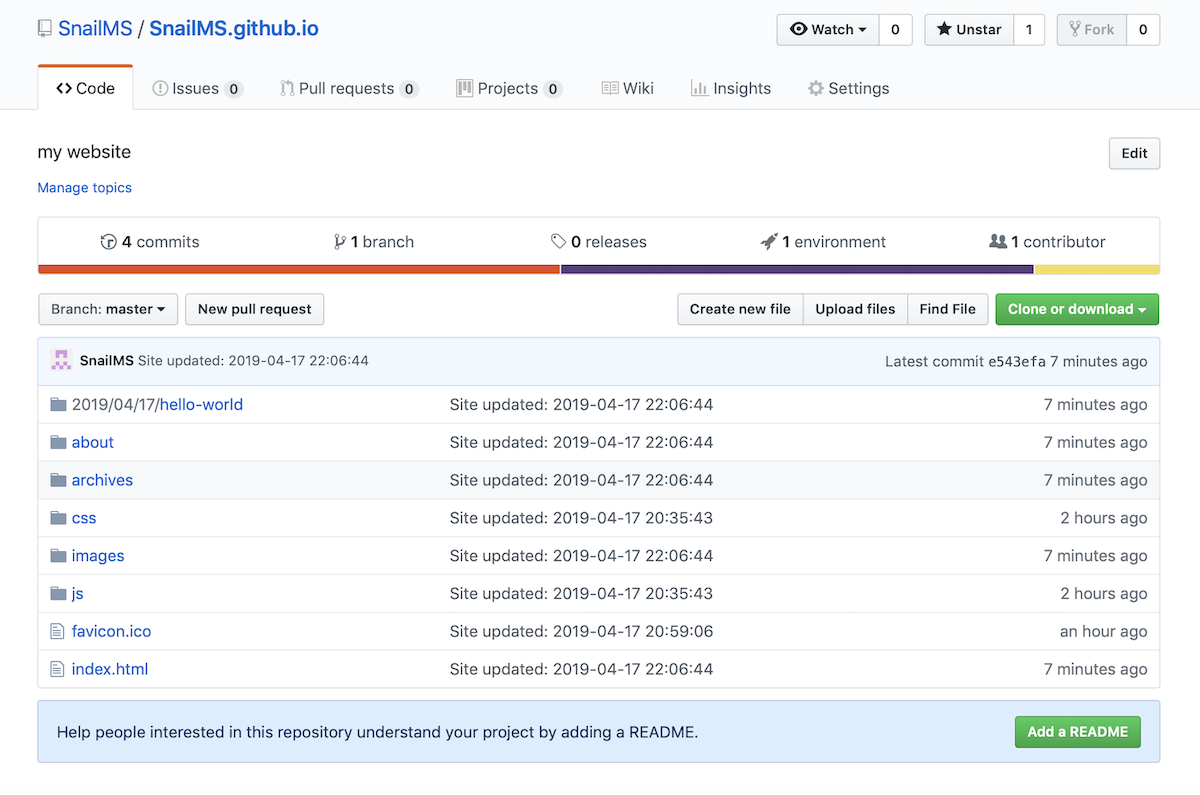 SnailMS / SnailMS.github.io Watch 0 Unstar 1 Fork 0
Code Issues 0 Pull requests 0 Projects 0 Wiki Insights Settings
my website Edit
Manage topics
4 commits 1 branch 0 releases 1 environment 1 contributor
Branch: master New pull request Create new file Upload files Find File Clone or download
SnailMS Site updated: 2019-04-17 22:06:44 Latest commit e543efa 7 minutes ago
2019/04/17/hello-world Site updated: 2019-04-17 22:06:44 7 minutes ago
about Site updated: 2019-04-17 22:06:44 7 minutes ago
archives Site updated: 2019-04-17 22:06:44 7 minutes ago
css Site updated: 2019-04-17 20:35:43 2 hours ago
images Site updated: 2019-04-17 22:06:44 7 minutes ago
js Site updated: 2019-04-17 20:35:43 2 hours ago
favicon.ico Site updated: 2019-04-17 20:59:06 an hour ago
index.html Site updated: 2019-04-17 22:06:44 7 minutes ago
Help people interested in this repository understand your project by adding a README. Add a README